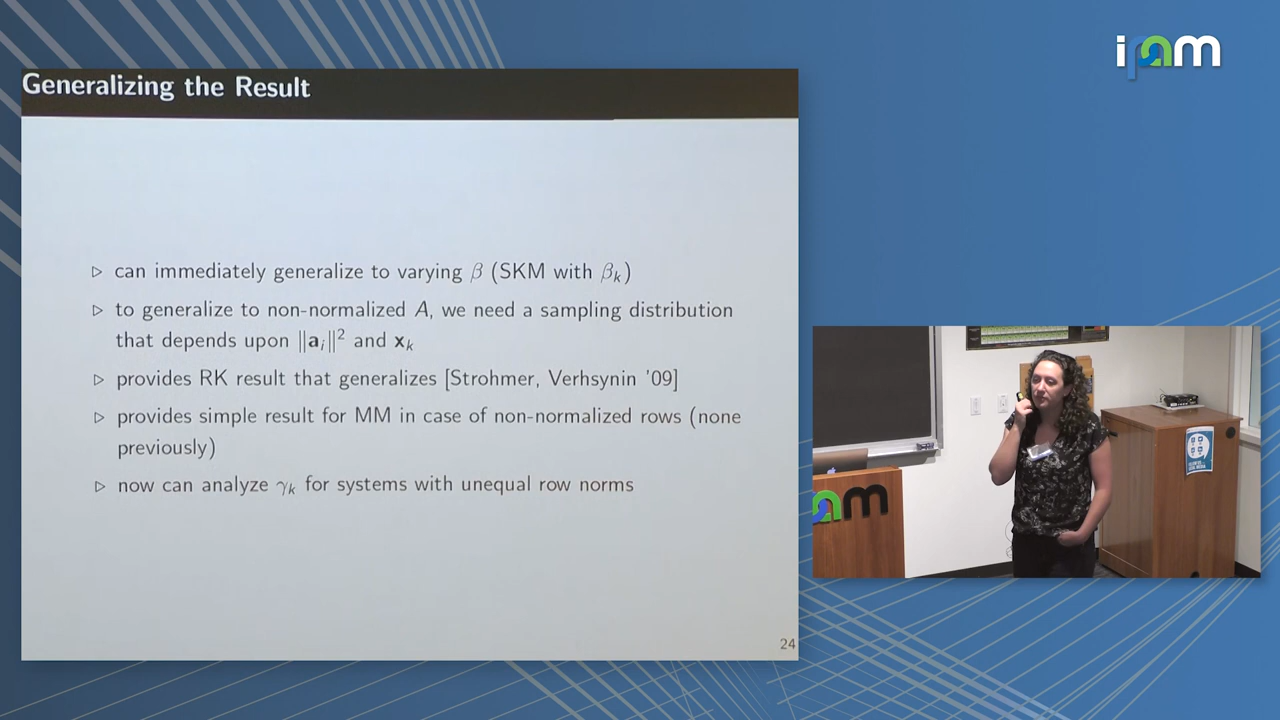 ipam
Generalizing the Result
▷ can immediately generalize to varying β (SKM with βₖ)
▷ to generalize to non-normalized A, we need a sampling distribution
that depends upon ‖aᵢ‖² and xₖ
▷ provides RK result that generalizes [Strohmer, Verhsynin '09]
▷ provides simple result for MM in case of non-normalized rows (none
previously)
▷ now can analyze γₖ for systems with unequal row norms
24
am